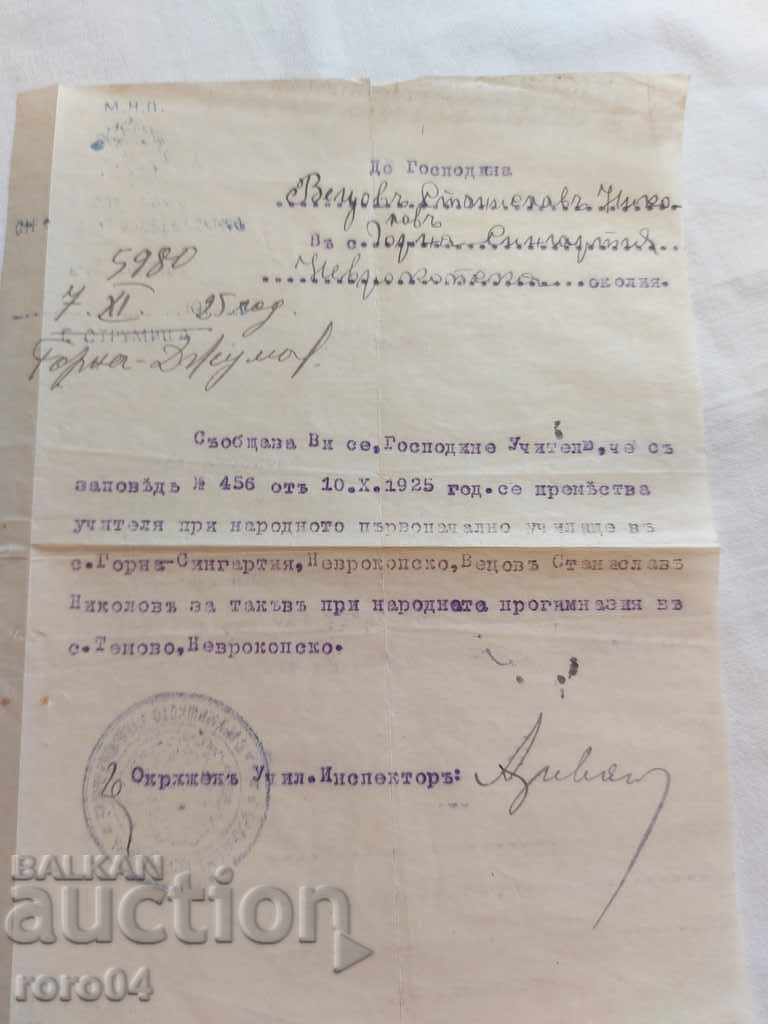 М.Н.П.
До Господина
Вецовъ Станиславъ Нико-
ловъ
Въ с. Горна Сингартия
Неврокопска околия.
5980
7. XI. 25 год.
С. СТРУМИЦА
Горна-Джумая
Съобщава Ви се, Господине Учителю, че съ
заповѣдь № 456 отъ 10.X.1925 год. се премѣства
учителя при народното първоначално училище въ
с. Горна-Сингартия, Неврокопско, Вецовъ Станиславъ
Николовъ за такъвъ при народната прогимназия въ
с. Теплово, Неврокопско.
Окрѫженъ Учил. Инспекторъ:
BALKAN
auction
roro04